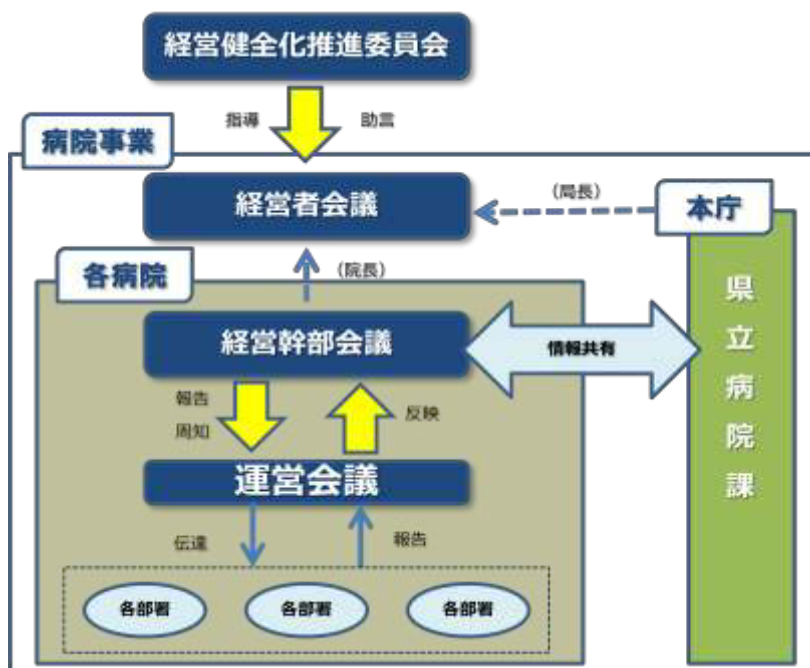 経営健全化推進委員会
指導
助言
病院事業
経営者会議
（局長）
本庁
各病院
（院長）
県立病院課
経営幹部会議
情報共有
報告
周知
反映
運営会議
伝達
報告
各部署
各部署
各部署